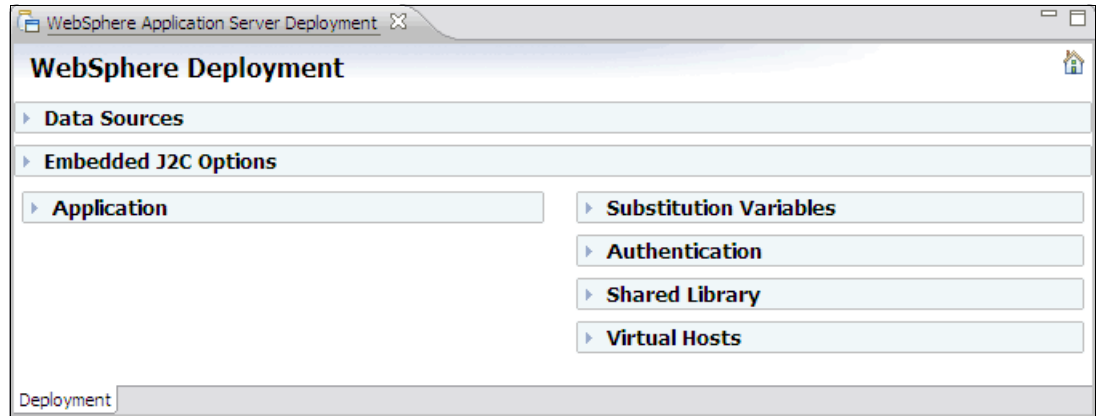 WebSphere Application Server Deployment
WebSphere Deployment
Data Sources
Embedded J2C Options
Application
Substitution Variables
Authentication
Shared Library
Virtual Hosts
Deployment